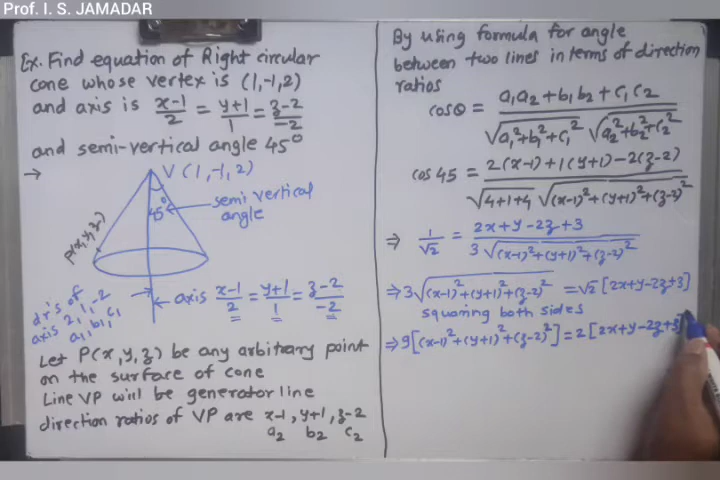 Prof. I. S. JAMADAR
Ex. Find equation of Right circular
cone whose vertex is (1,-1,2)
and axis is (x-1)/2 = (y+1)/1 = (z-2)/-2
and semi-vertical angle 45°
→
V(1,-1,2)
45°
semi vertical
angle
P(x,y,z)
dr's of
axis 2,1,-2
a₁,b₁,c₁
axis (x-1)/2 = (y+1)/1 = (z-2)/-2
Let P(x,y,z) be any arbitrary point
on the surface of cone
Line VP will be generator line
direction ratios of VP are x-1, y+1, z-2
a₂ b₂ c₂
By using formula for angle
between two lines in terms of direction
ratios
cosθ = (a₁a₂ + b₁b₂ + c₁c₂) / (√(a₁²+b₁²+c₁²) √(a₂²+b₂²+c₂²))
cos 45 = (2(x-1)+1(y+1)-2(z-2)) / (√(4+1+4) √((x-1)²+(y+1)²+(z-2)²))
⇒ 1/√2 = (2x+y-2z+3) / (3√((x-1)²+(y+1)²+(z-2)²))
⇒ 3√((x-1)²+(y+1)²+(z-2)²) = √2 [2x+y-2z+3]
squaring both sides
⇒ 9[(x-1)²+(y+1)²+(z-2)²] = 2[2x+y-2z+3]